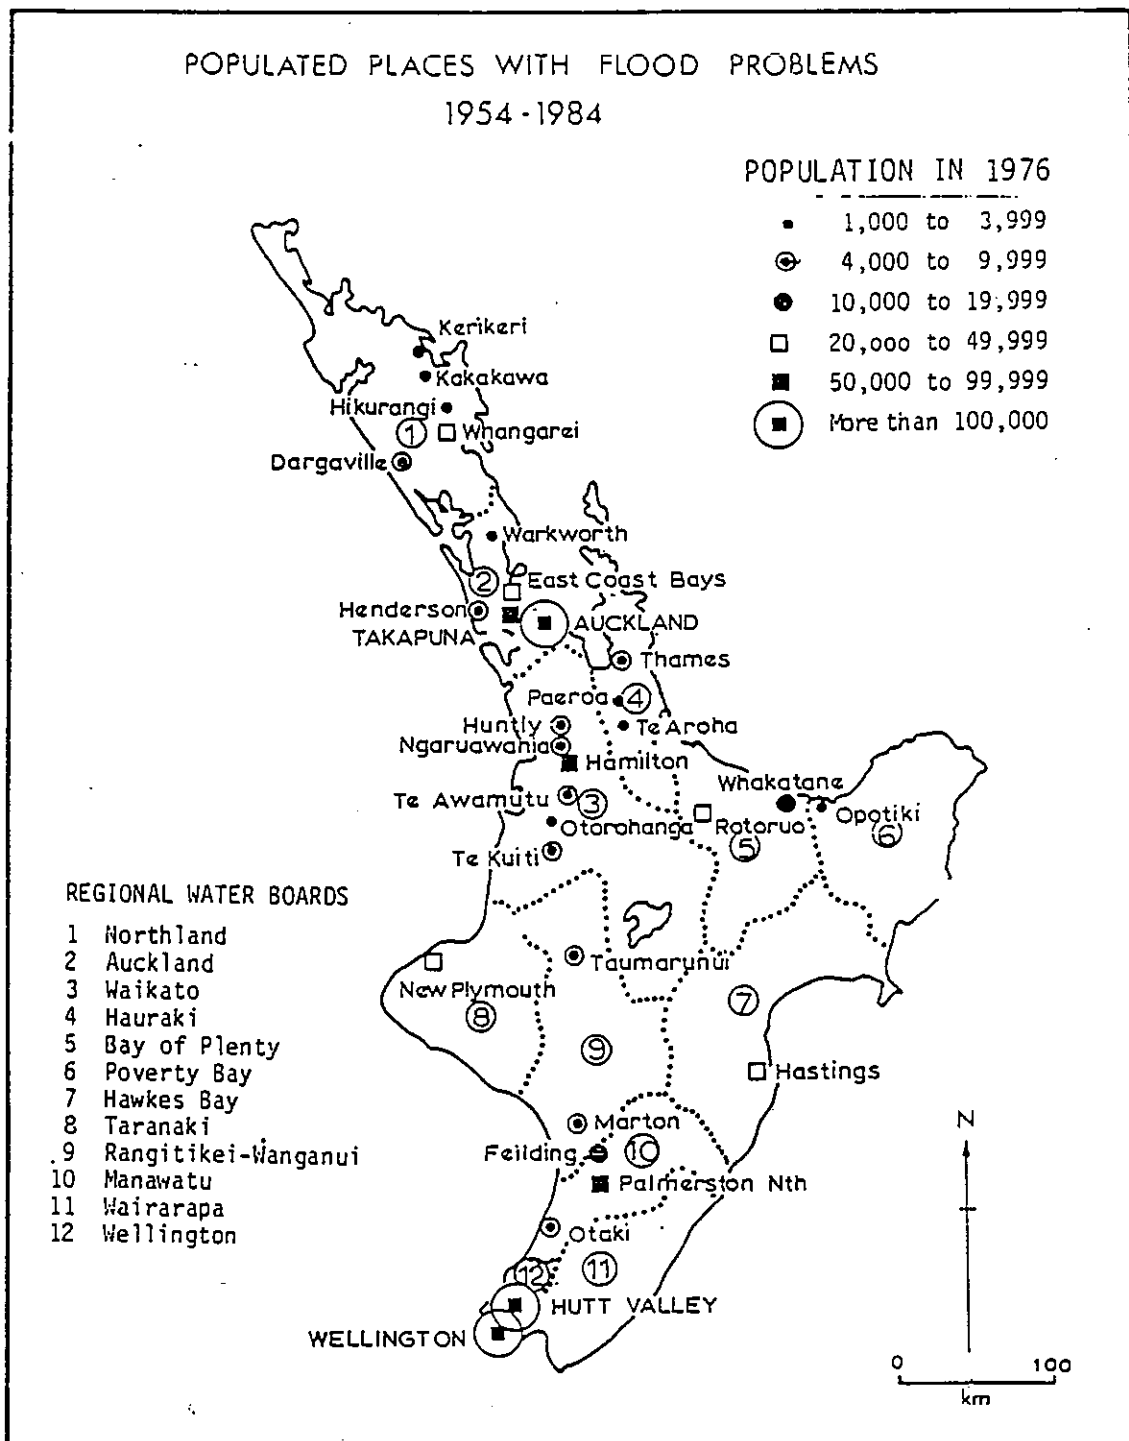 POPULATED PLACES WITH FLOOD PROBLEMS
1954-1984
POPULATION IN 1976
1,000 to 3,999
4,000 to 9,999
10,000 to 19,999
20,000 to 49,999
50,000 to 99,999
More than 100,000
Kerikeri
Kakakawa
Hikurangi
1
Whangarei
Dargaville
Warkworth
2
East Coast Bays
Henderson
TAKAPUNA
AUCKLAND
Thames
Paeroa
4
Huntly
Te Aroha
Ngaruawahia
Hamilton
Whakatane
Te Awamutu
3
Otorohanga
Rotorua
Opotiki
5
6
Te Kuiti
REGIONAL WATER BOARDS
1 Northland
2 Auckland
3 Waikato
4 Hauraki
5 Bay of Plenty
6 Poverty Bay
7 Hawkes Bay
8 Taranaki
9 Rangitikei-Wanganui
10 Manawatu
11 Wairarapa
12 Wellington
Taumarunui
New Plymouth
7
8
9
Hastings
Marton
Feilding
10
Palmerston Nth
Otaki
12
11
HUTT VALLEY
WELLINGTON
N
0 100
km